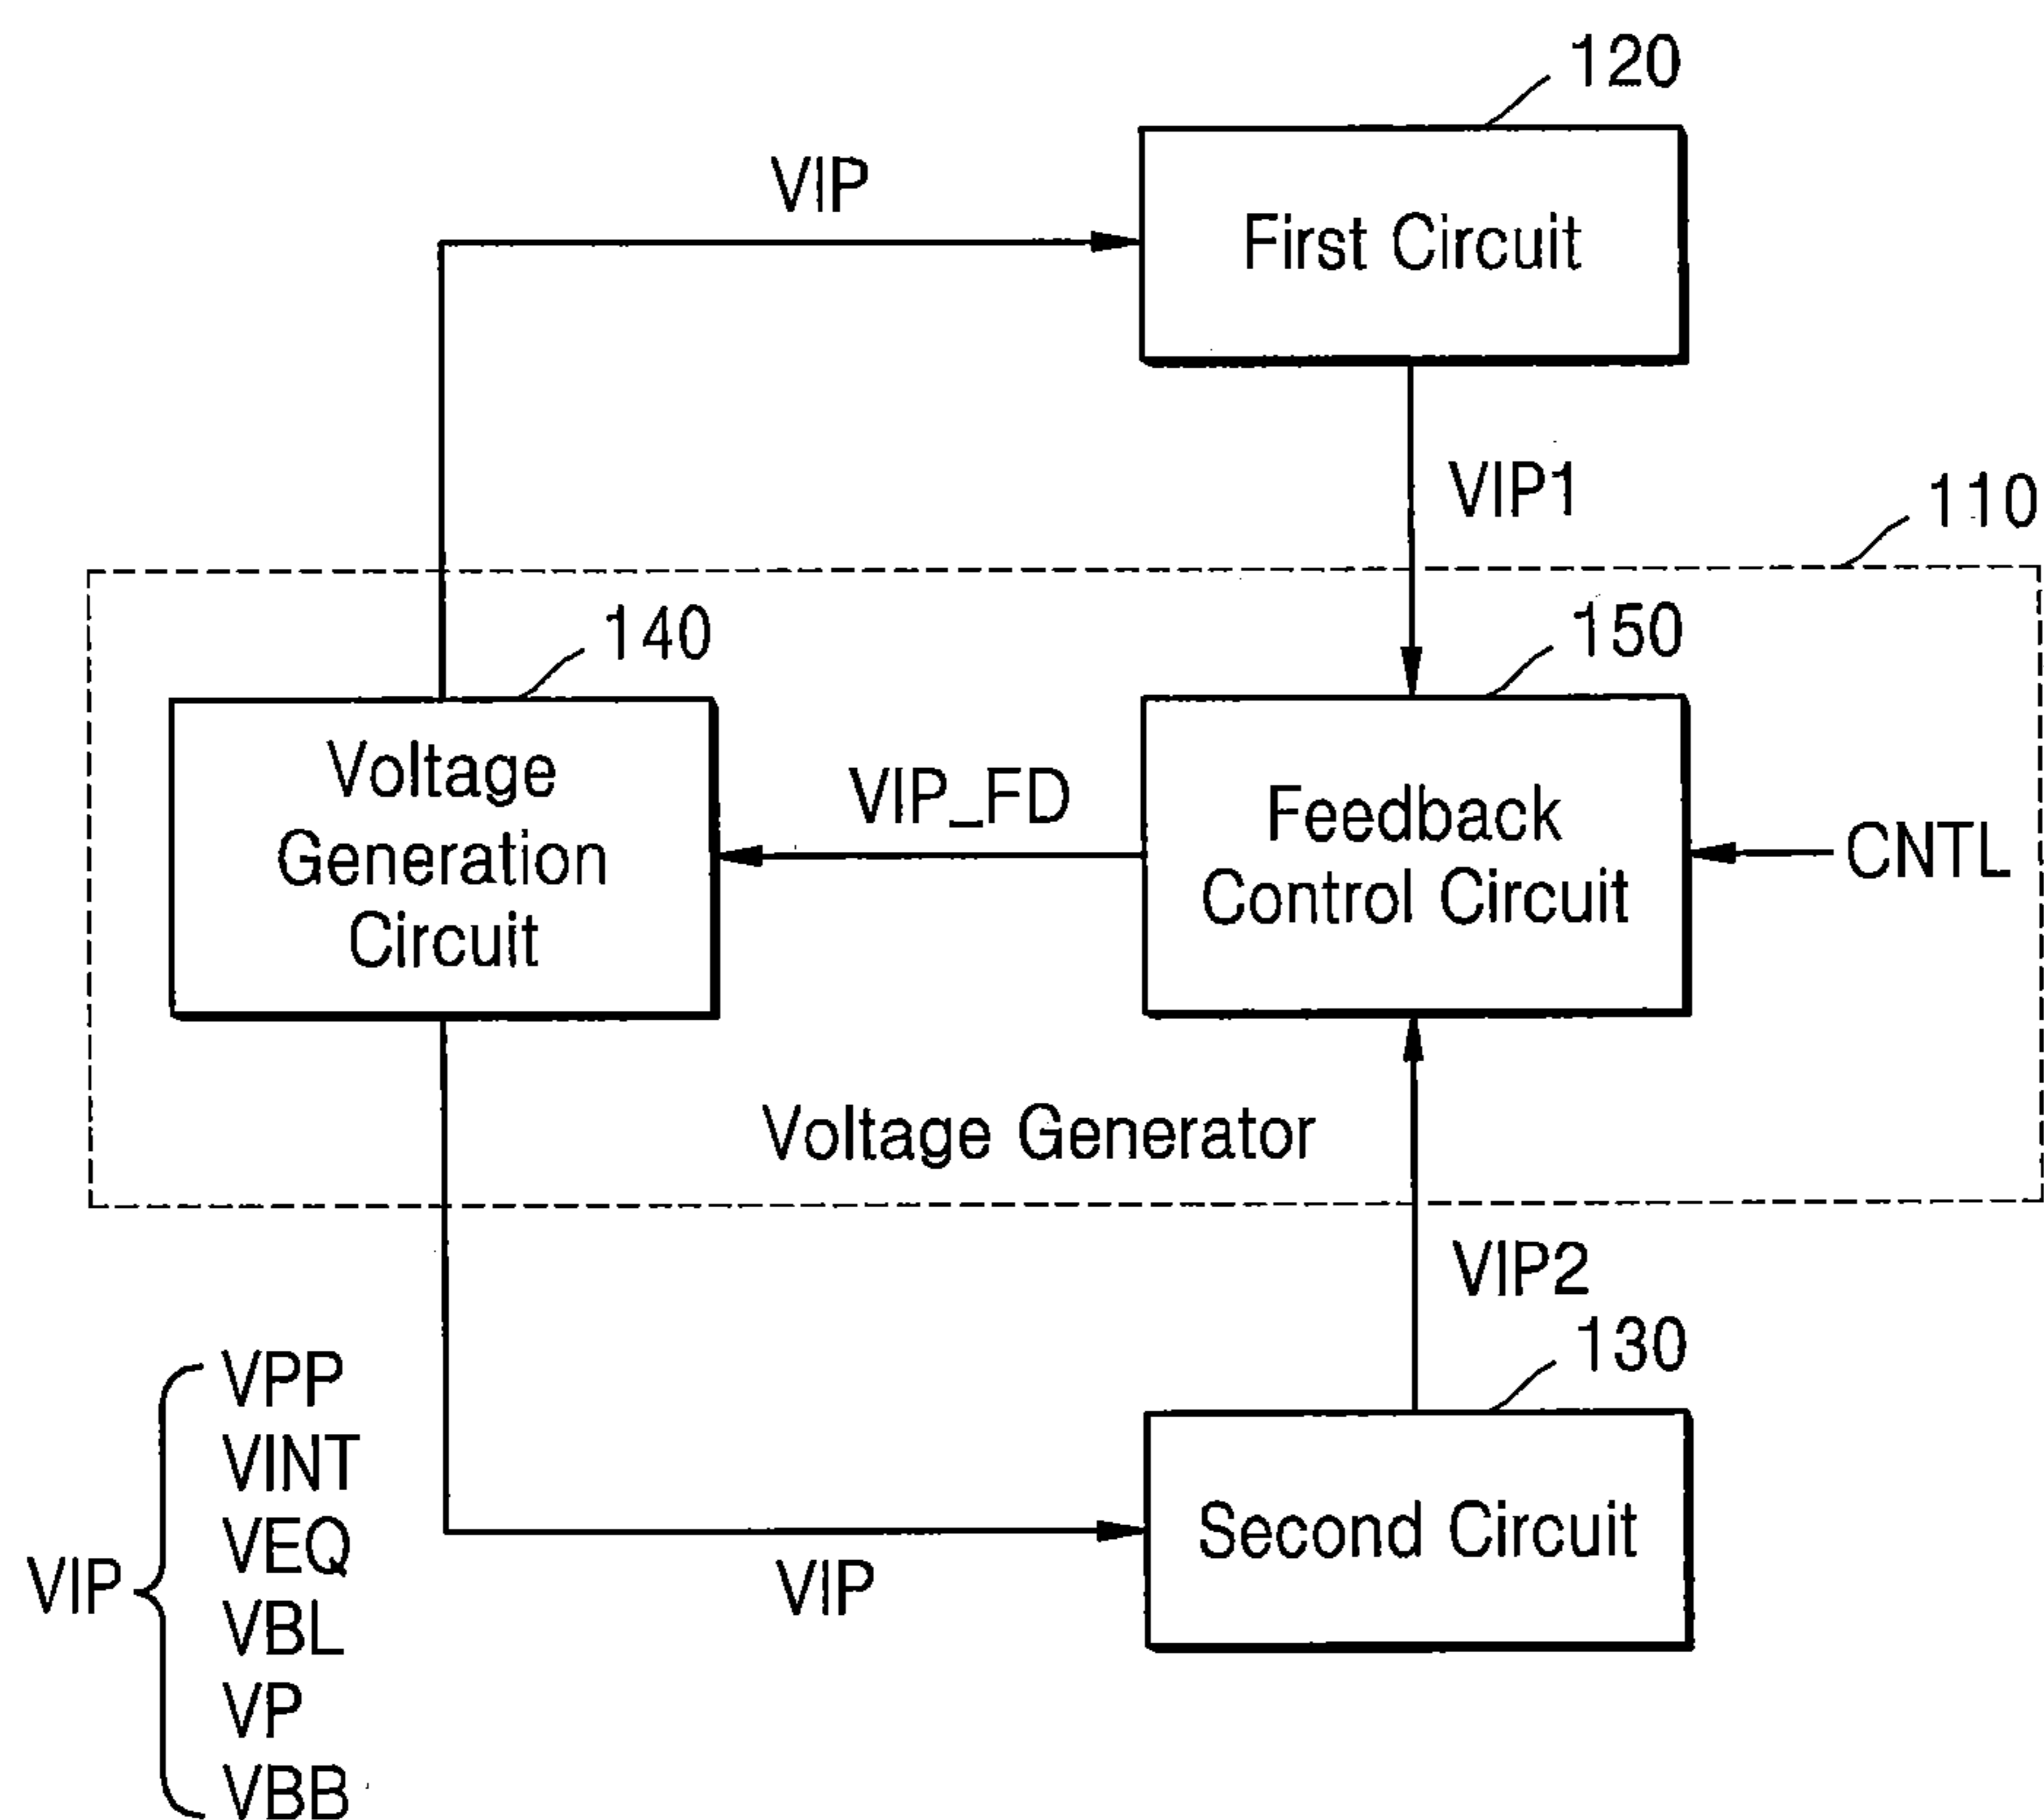 120
VIP
First Circuit
VIP1
110
140
150
Voltage
Generation
Circuit
VIP_FD
Feedback
Control Circuit
CNTL
Voltage Generator
VIP2
130
VPP
VINT
VEQ
VBL
VP
VBB
VIP
VIP
Second Circuit